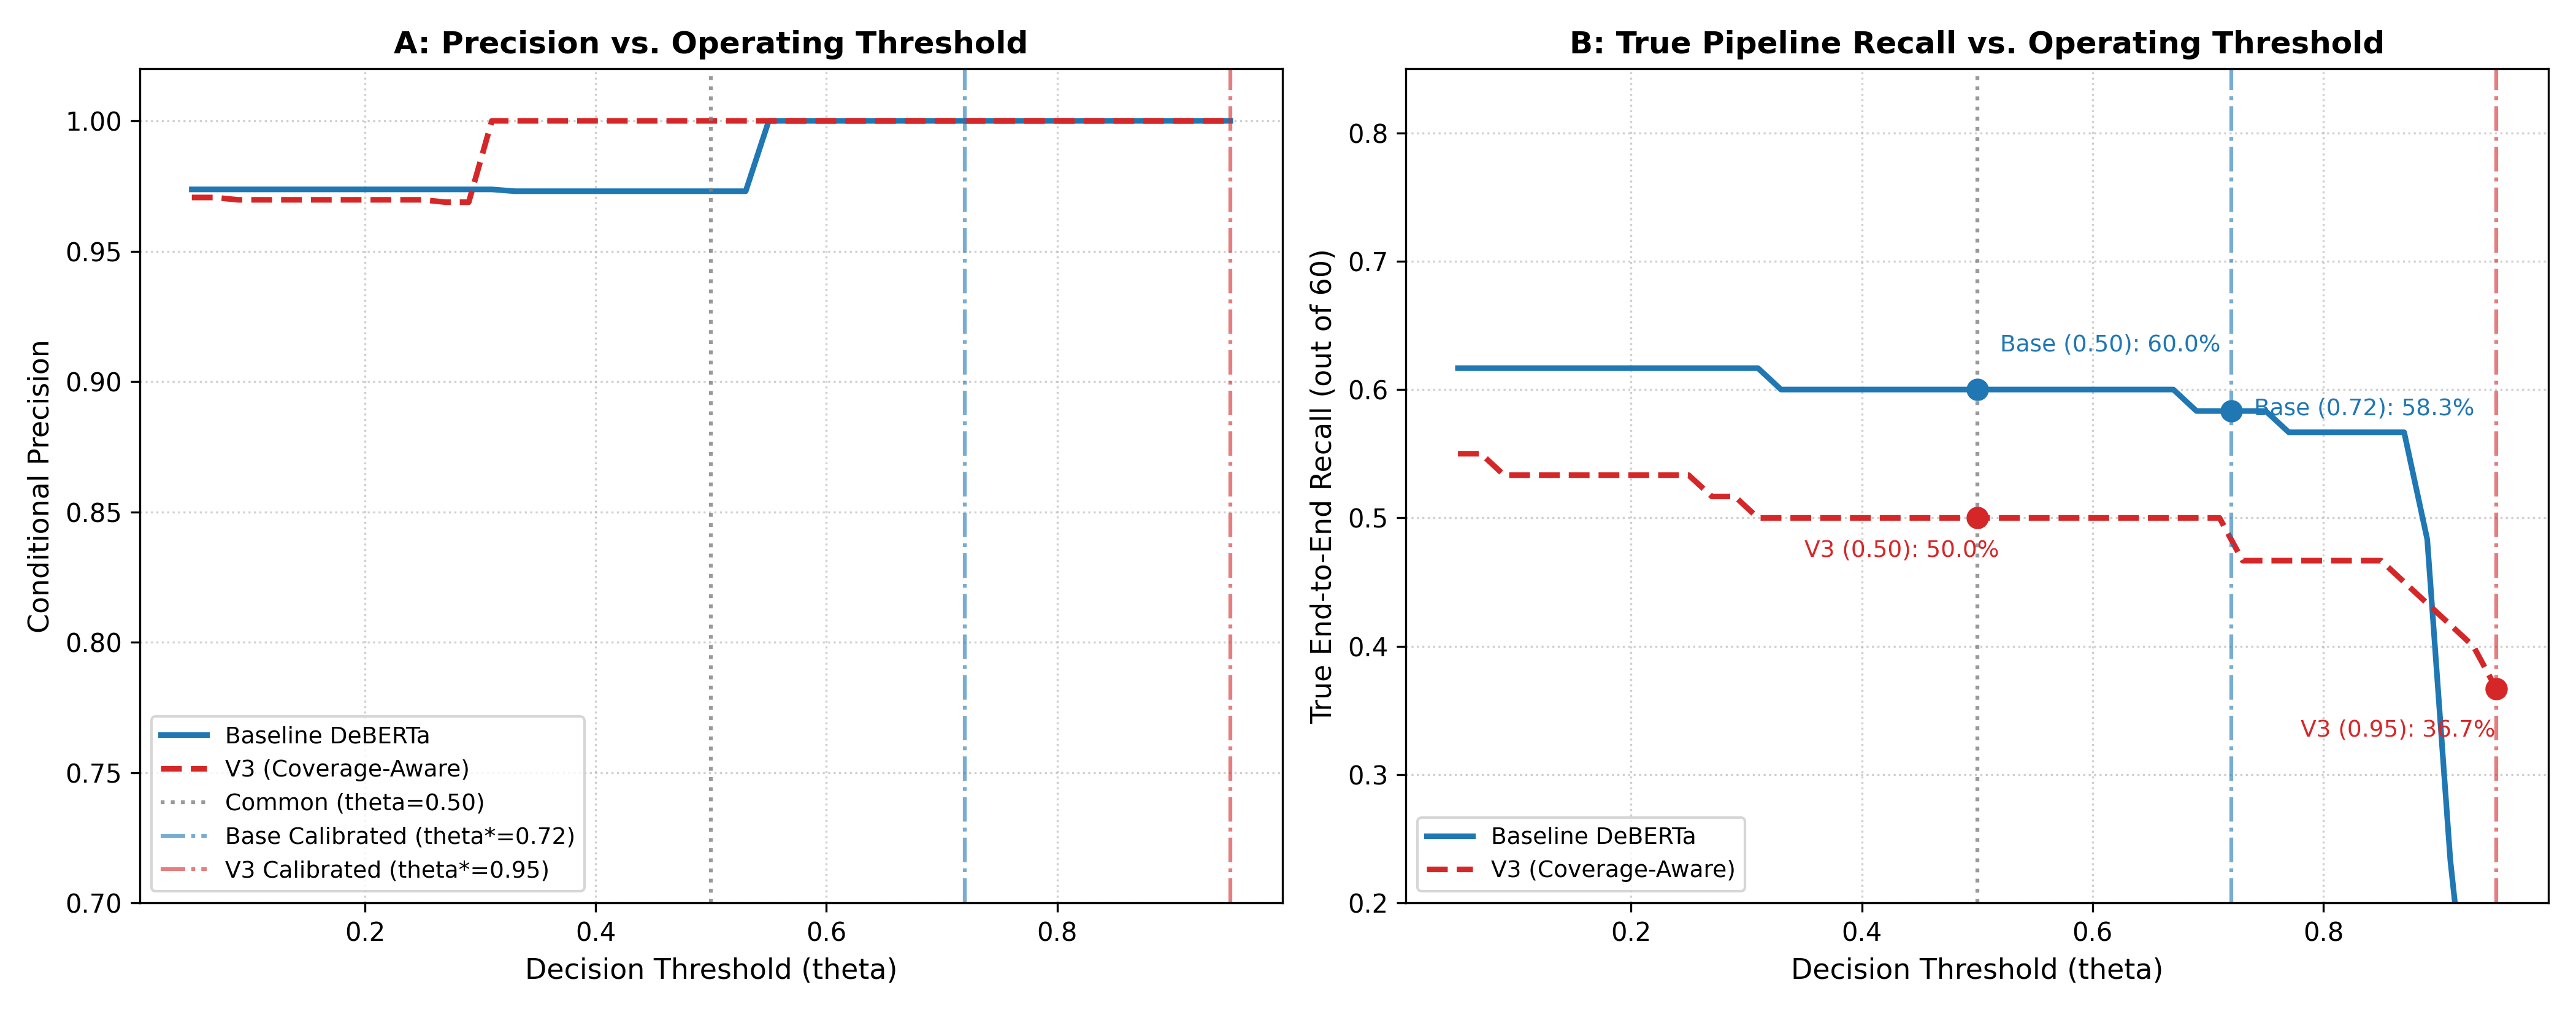 A: Precision vs. Operating Threshold
Conditional Precision
1.00
0.95
0.90
0.85
0.80
0.75
0.70
0.2 0.4 0.6 0.8
Decision Threshold (theta)
Baseline DeBERTa
V3 (Coverage-Aware)
Common (theta=0.50)
Base Calibrated (theta*=0.72)
V3 Calibrated (theta*=0.95)
B: True Pipeline Recall vs. Operating Threshold
True End-to-End Recall (out of 60)
0.8
0.7
0.6
0.5
0.4
0.3
0.2
Base (0.50): 60.0%
Base (0.72): 58.3%
V3 (0.50): 50.0%
V3 (0.95): 36.7%
Baseline DeBERTa
V3 (Coverage-Aware)
0.2 0.4 0.6 0.8
Decision Threshold (theta)